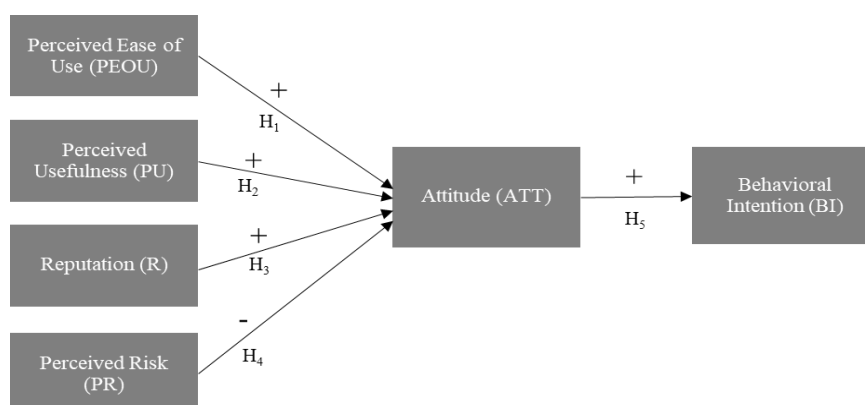 Perceived Ease of
Use (PEOU)
+
H₁
Perceived
Usefulness (PU)
+
H₂
Reputation (R)
+
H₃
Perceived Risk
(PR)
-
H₄
Attitude (ATT)
+
H₅
Behavioral
Intention (BI)